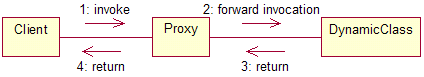 1: invoke
2: forward invocation
Client
Proxy
DynamicClass
4: return
3: return